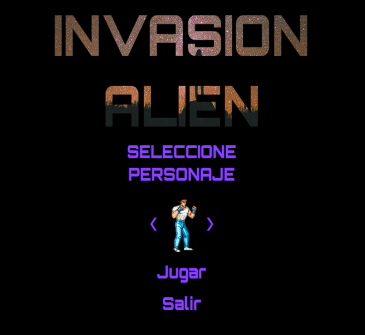 INVASION
ALIEN
SELECCIONE
PERSONAJE
< >
Jugar
Salir